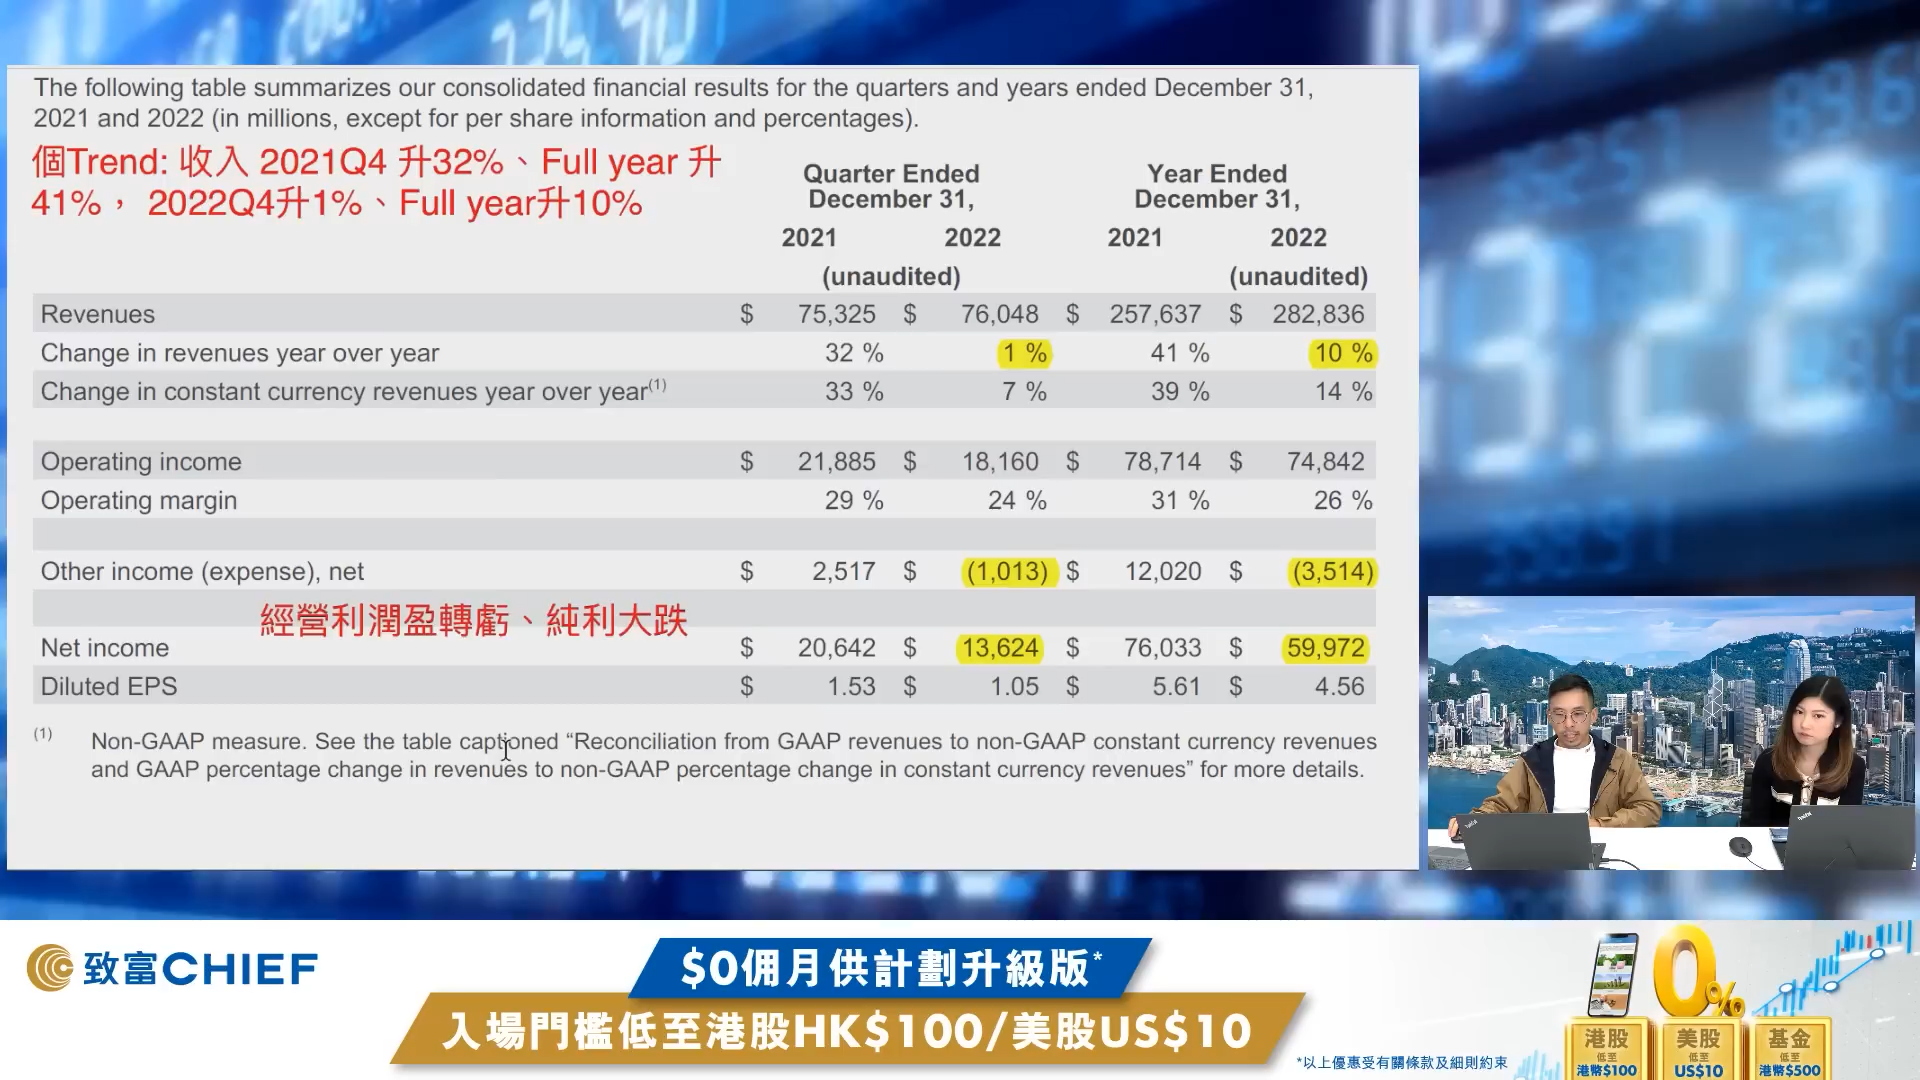 The following table summarizes our consolidated financial results for the quarters and years ended December 31,
2021 and 2022 (in millions, except for per share information and percentages).
個Trend: 收入 2021Q4 升32%、Full year 升
41%， 2022Q4升1%、Full year升10%
Quarter Ended Year Ended
December 31, December 31,
2021 2022 2021 2022
(unaudited) (unaudited)
Revenues $ 75,325 $ 76,048 $ 257,637 $ 282,836
Change in revenues year over year 32 % 1 % 41 % 10 %
Change in constant currency revenues year over year(1) 33 % 7 % 39 % 14 %
Operating income $ 21,885 $ 18,160 $ 78,714 $ 74,842
Operating margin 29 % 24 % 31 % 26 %
Other income (expense), net $ 2,517 $ (1,013) $ 12,020 $ (3,514)
經營利潤盈轉虧、純利大跌
Net income $ 20,642 $ 13,624 $ 76,033 $ 59,972
Diluted EPS $ 1.53 $ 1.05 $ 5.61 $ 4.56
(1) Non-GAAP measure. See the table captioned “Reconciliation from GAAP revenues to non-GAAP constant currency revenues
and GAAP percentage change in revenues to non-GAAP percentage change in constant currency revenues” for more details.
致富CHIEF
$0佣月供計劃升級版*
入場門檻低至港股HK$100/美股US$10
*以上優惠受有關條款及細則約束
0%
港股 美股 基金
低至 低至 低至
港幣$100 US$10 港幣$500